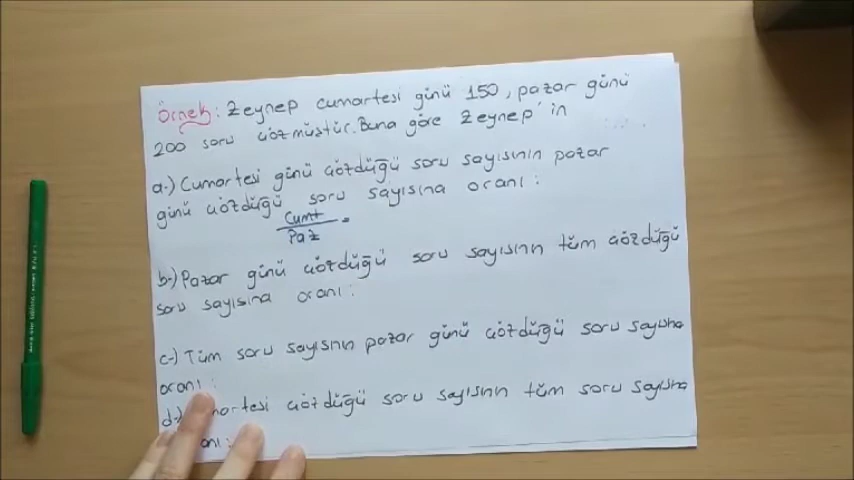 Örnek: Zeynep cumartesi günü 150, pazar günü
200 soru çözmüştür. Buna göre Zeynep'in
a-) Cumartesi günü çözdüğü soru sayısının pazar
günü çözdüğü soru sayısına oranı:
Cumt =
Paz
b-) Pazar günü çözdüğü soru sayısının tüm çözdüğü
soru sayısına oranı:
c-) Tüm soru sayısının pazar günü çözdüğü soru sayısına
oranı:
d-) çözdüğü soru sayısının tüm soru sayısına